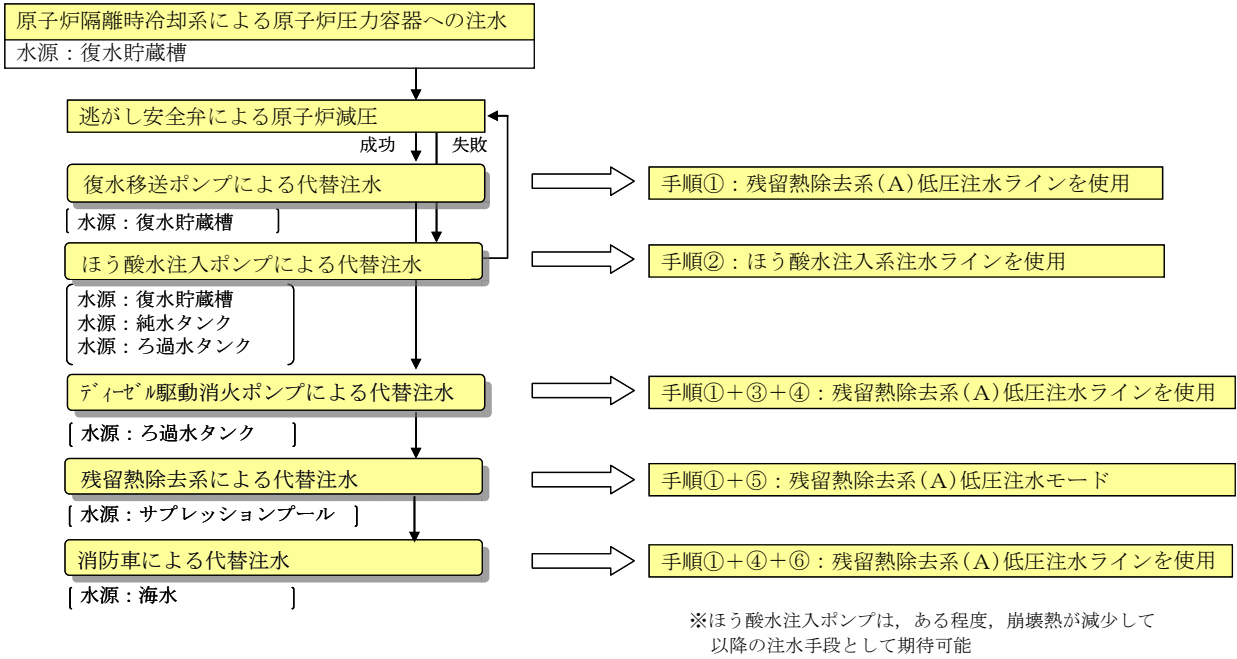 原子炉隔離時冷却系による原子炉圧力容器への注水
水源：復水貯蔵槽
逃がし安全弁による原子炉減圧
成功
失敗
復水移送ポンプによる代替注水
手順①：残留熱除去系(A)低圧注水ラインを使用
水源：復水貯蔵槽
ほう酸水注入ポンプによる代替注水
手順②：ほう酸水注入系注水ラインを使用
水源：復水貯蔵槽
水源：純水タンク
水源：ろ過水タンク
ﾃﾞｨｰｾﾞﾙ駆動消火ポンプによる代替注水
手順①＋③＋④：残留熱除去系(A)低圧注水ラインを使用
水源：ろ過水タンク
残留熱除去系による代替注水
手順①＋⑤：残留熱除去系(A)低圧注水モード
水源：サプレッションプール
消防車による代替注水
手順①＋④＋⑥：残留熱除去系(A)低圧注水ラインを使用
水源：海水
※ほう酸水注入ポンプは，ある程度，崩壊熱が減少して
以降の注水手段として期待可能